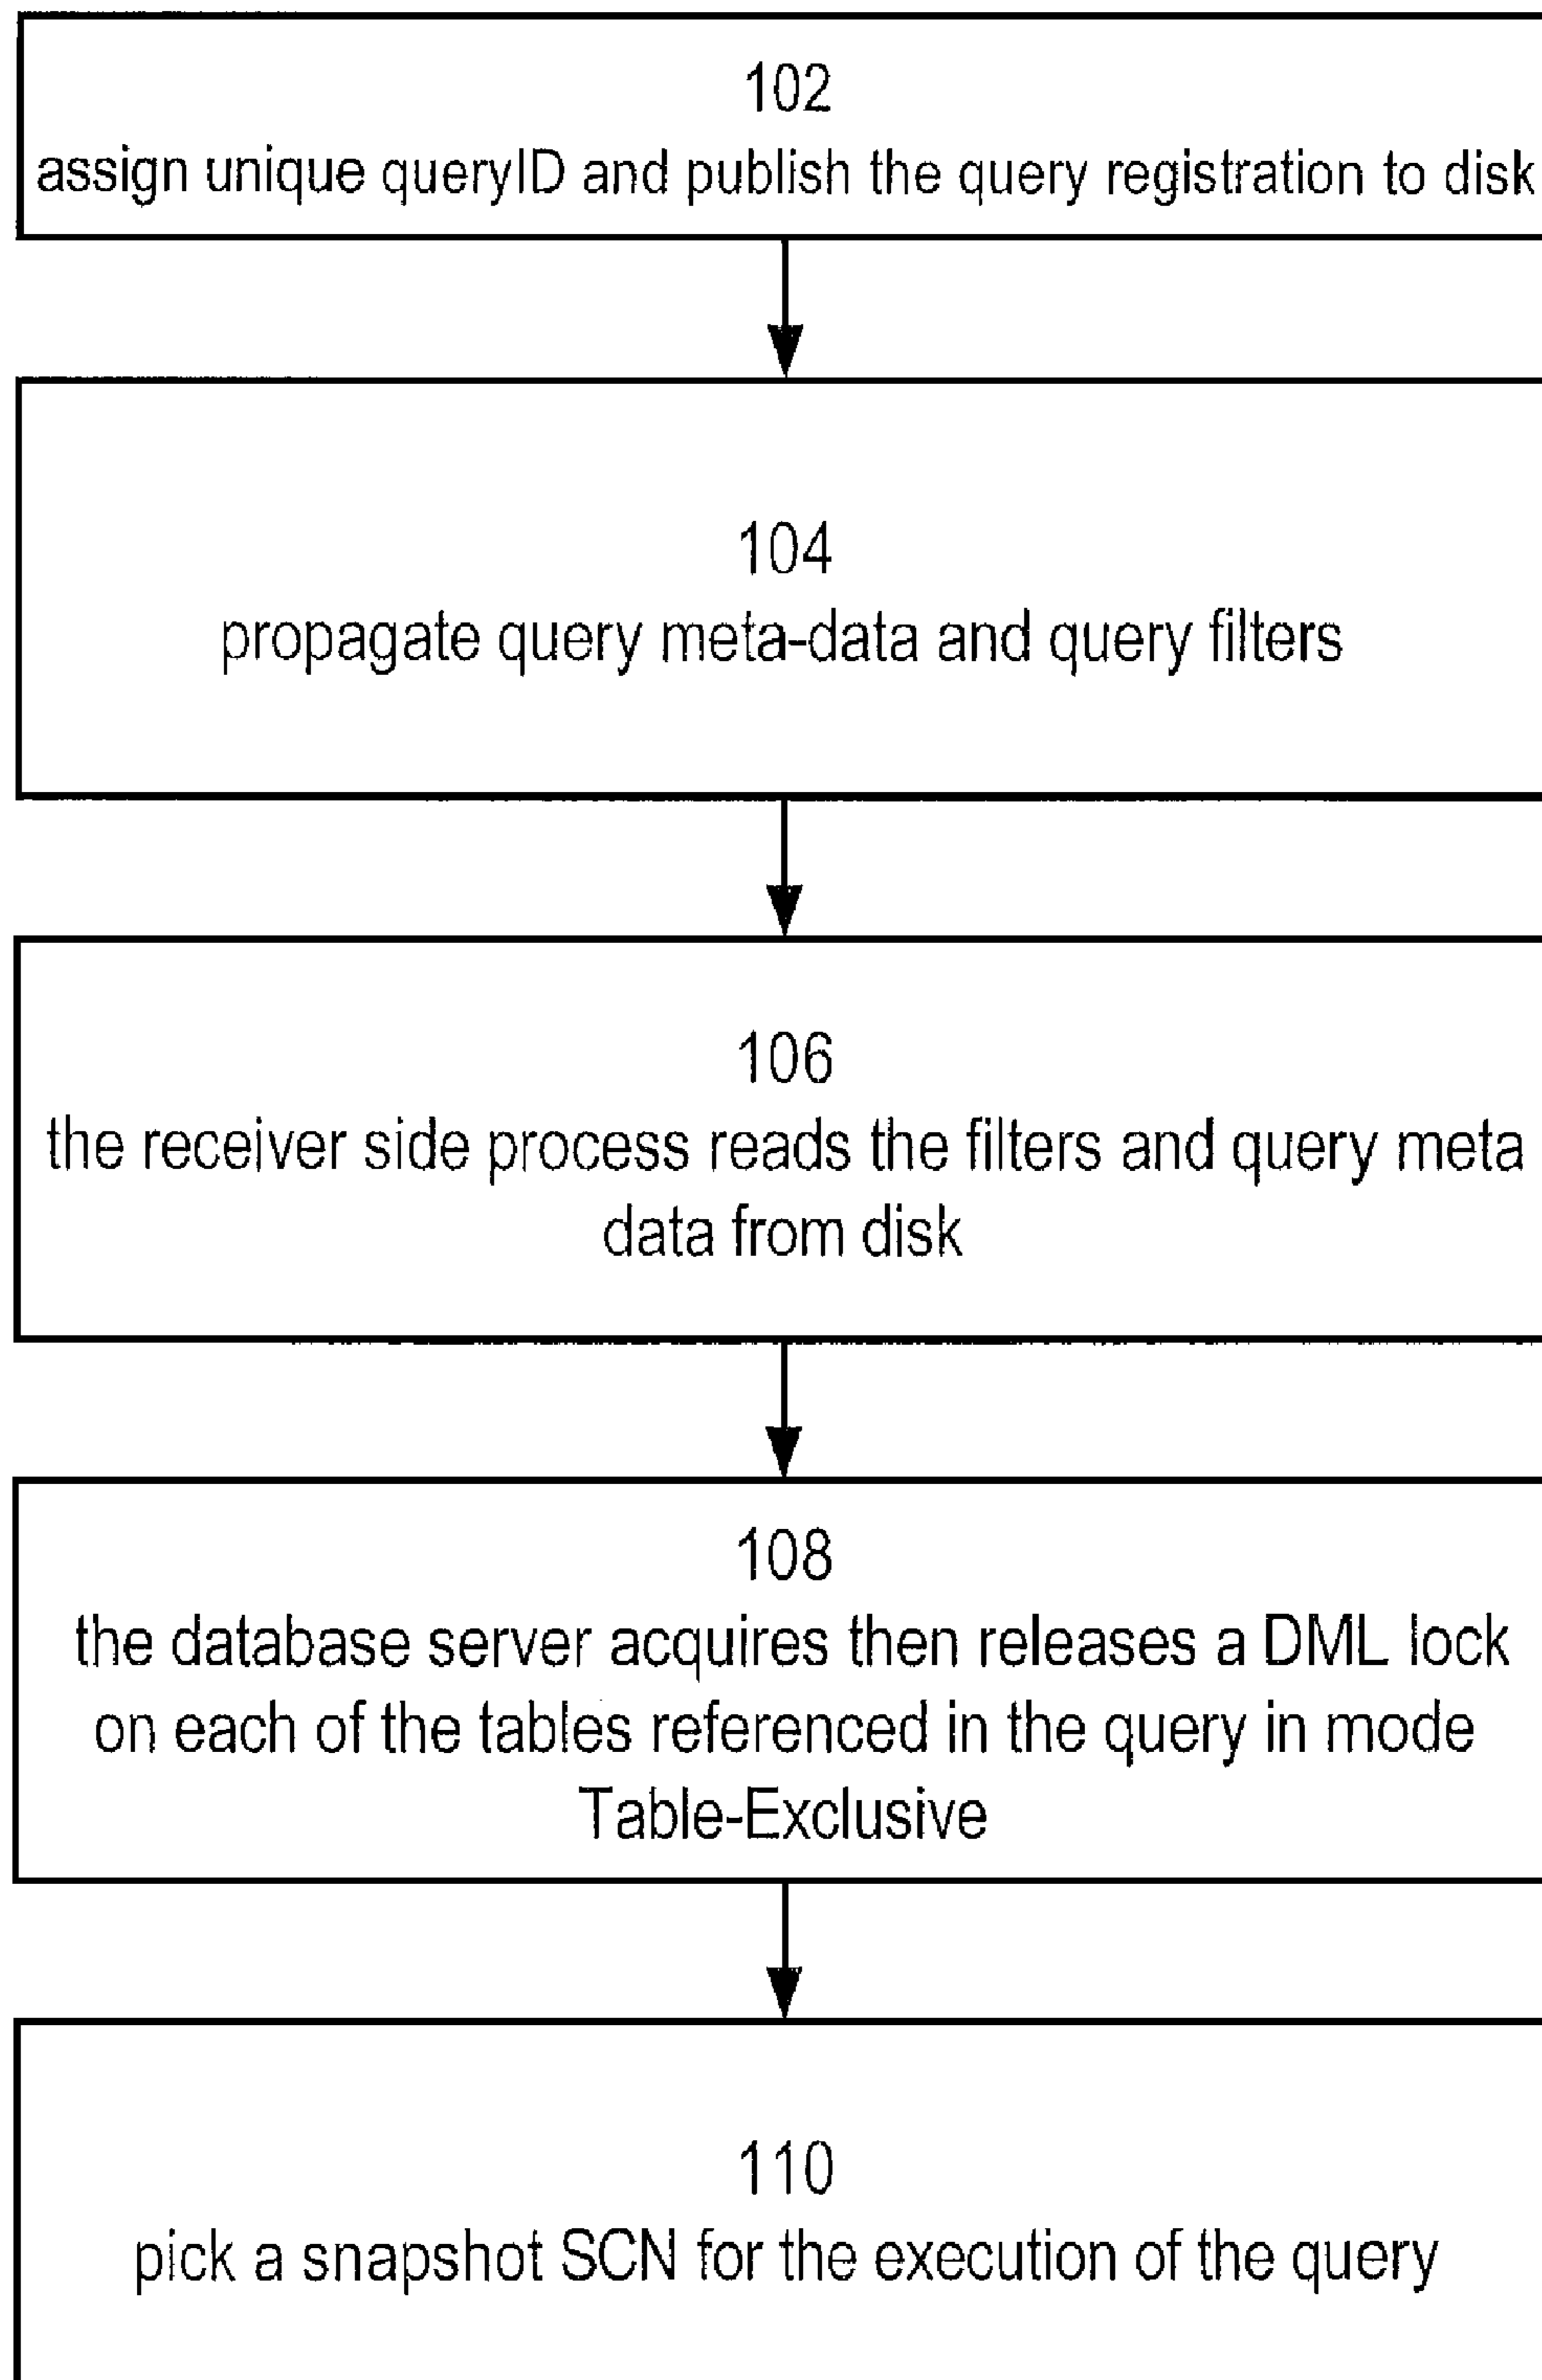 102
assign unique queryID and publish the query registration to disk
104
propagate query meta-data and query filters
106
the receiver side process reads the filters and query meta
data from disk
108
the database server acquires then releases a DML lock
on each of the tables referenced in the query in mode
Table-Exclusive
110
pick a snapshot SCN for the execution of the query